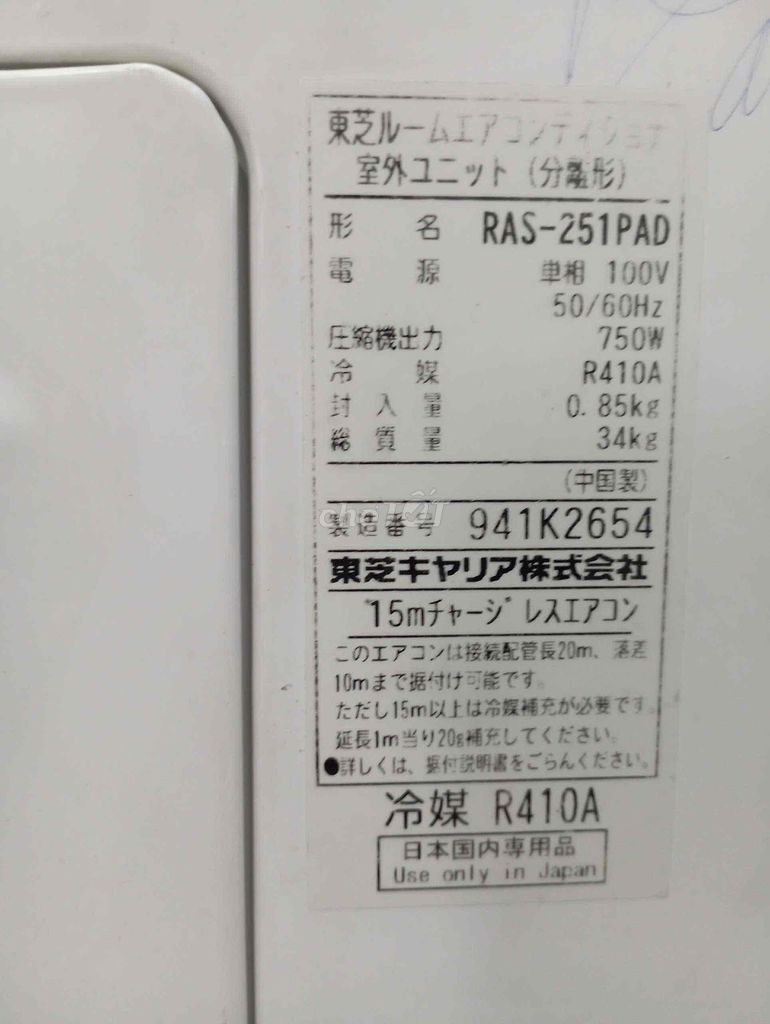 東芝ルームエアコンディショナ
室外ユニット(分離形)
形名 RAS-251PAD
電源 単相 100V
50/60Hz
圧縮機出力 750W
冷媒 R410A
封入量 0.85kg
総質量 34kg
(中国製)
製造番号 941K2654
chợTỐT
東芝キヤリア株式会社
15mチャージレスエアコン
このエアコンは接続配管長20m、落差
10mまで据付け可能です。
ただし15m以上は冷媒補充が必要です。
延長1m当り20g補充してください。
●詳しくは、据付説明書をごらんください。
冷媒 R410A
日本国内専用品
Use only in Japan